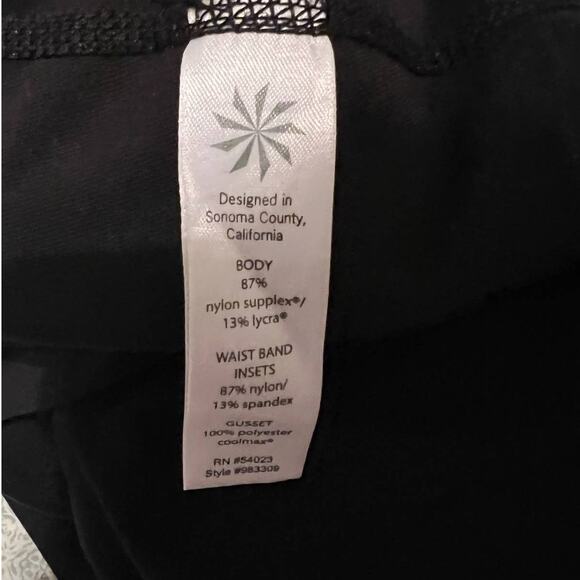 Designed in
Sonoma County,
California
BODY
87%
nylon supplex®/
13% lycra®
WAIST BAND
INSETS
87% nylon/
13% spandex
GUSSET
100% polyester
coolmax®
RN #54023
Style #983309